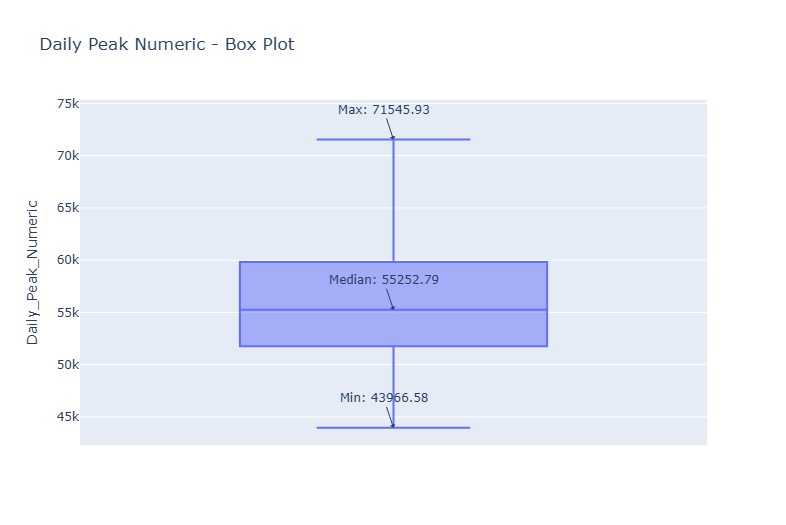 Daily Peak Numeric - Box Plot
75k
Max: 71545.93
70k
65k
60k
Median: 55252.79
55k
50k
Min: 43966.58
45k
Daily_Peak_Numeric